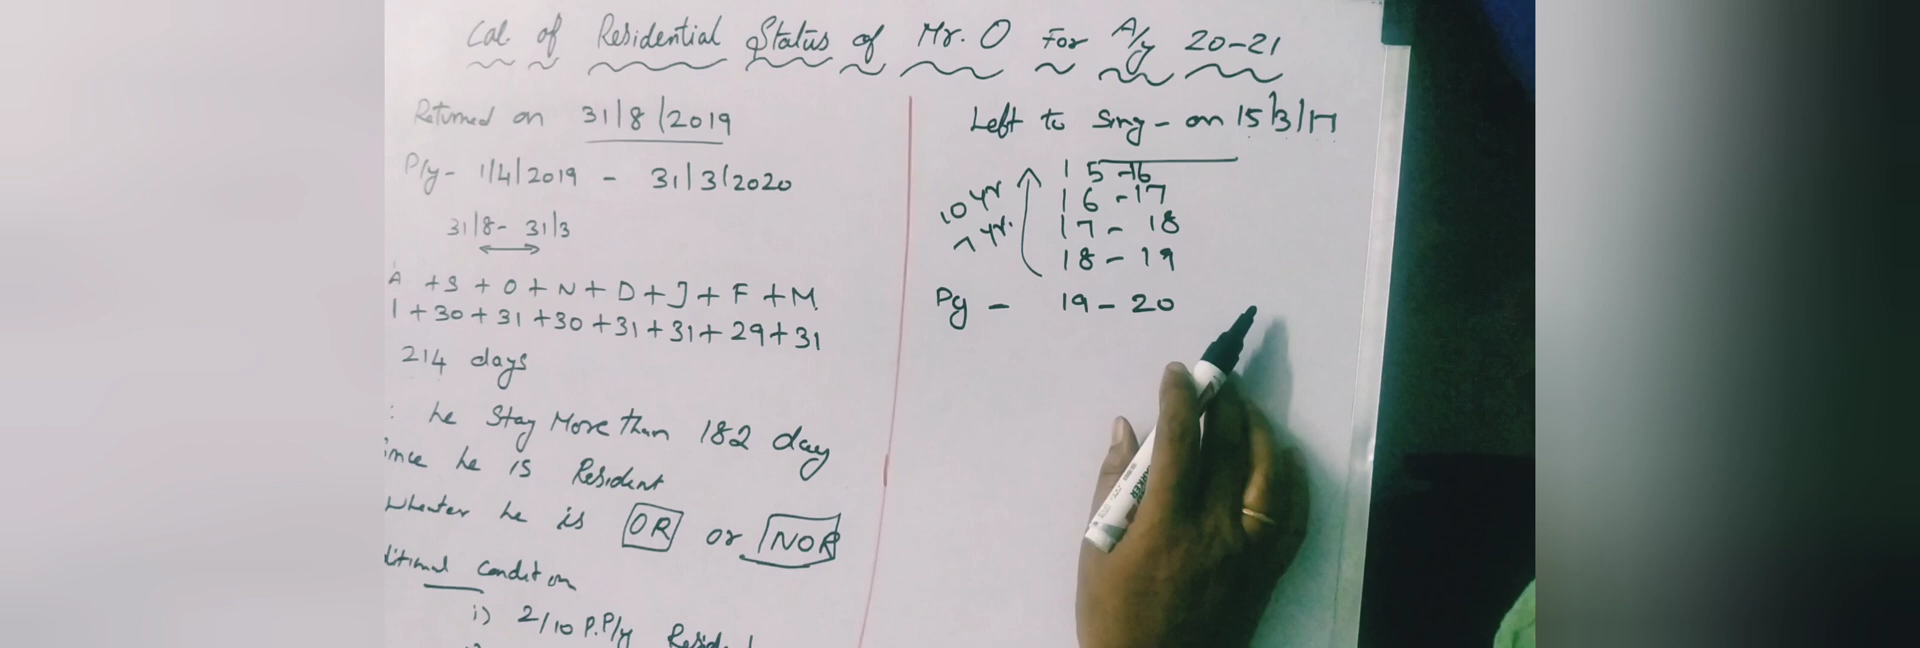 Cal. of Residential Status of Mr. O For A/y 20-21
Returned on 31/8/2019
P/y - 1/4/2019 - 31/3/2020
31/8 - 31/3
A + S + O + N + D + J + F + M
1 + 30 + 31 + 30 + 31 + 31 + 29 + 31
214 days
: he Stay More Than 182 day
ince he is Resident
Wheater he is OR or NOR
ditional condition
i) 2/10 P.P/y
Left to Sing - on 15/3/17
10 yr
7 yr.
15-16
16-17
17-18
18-19
Py - 19-20